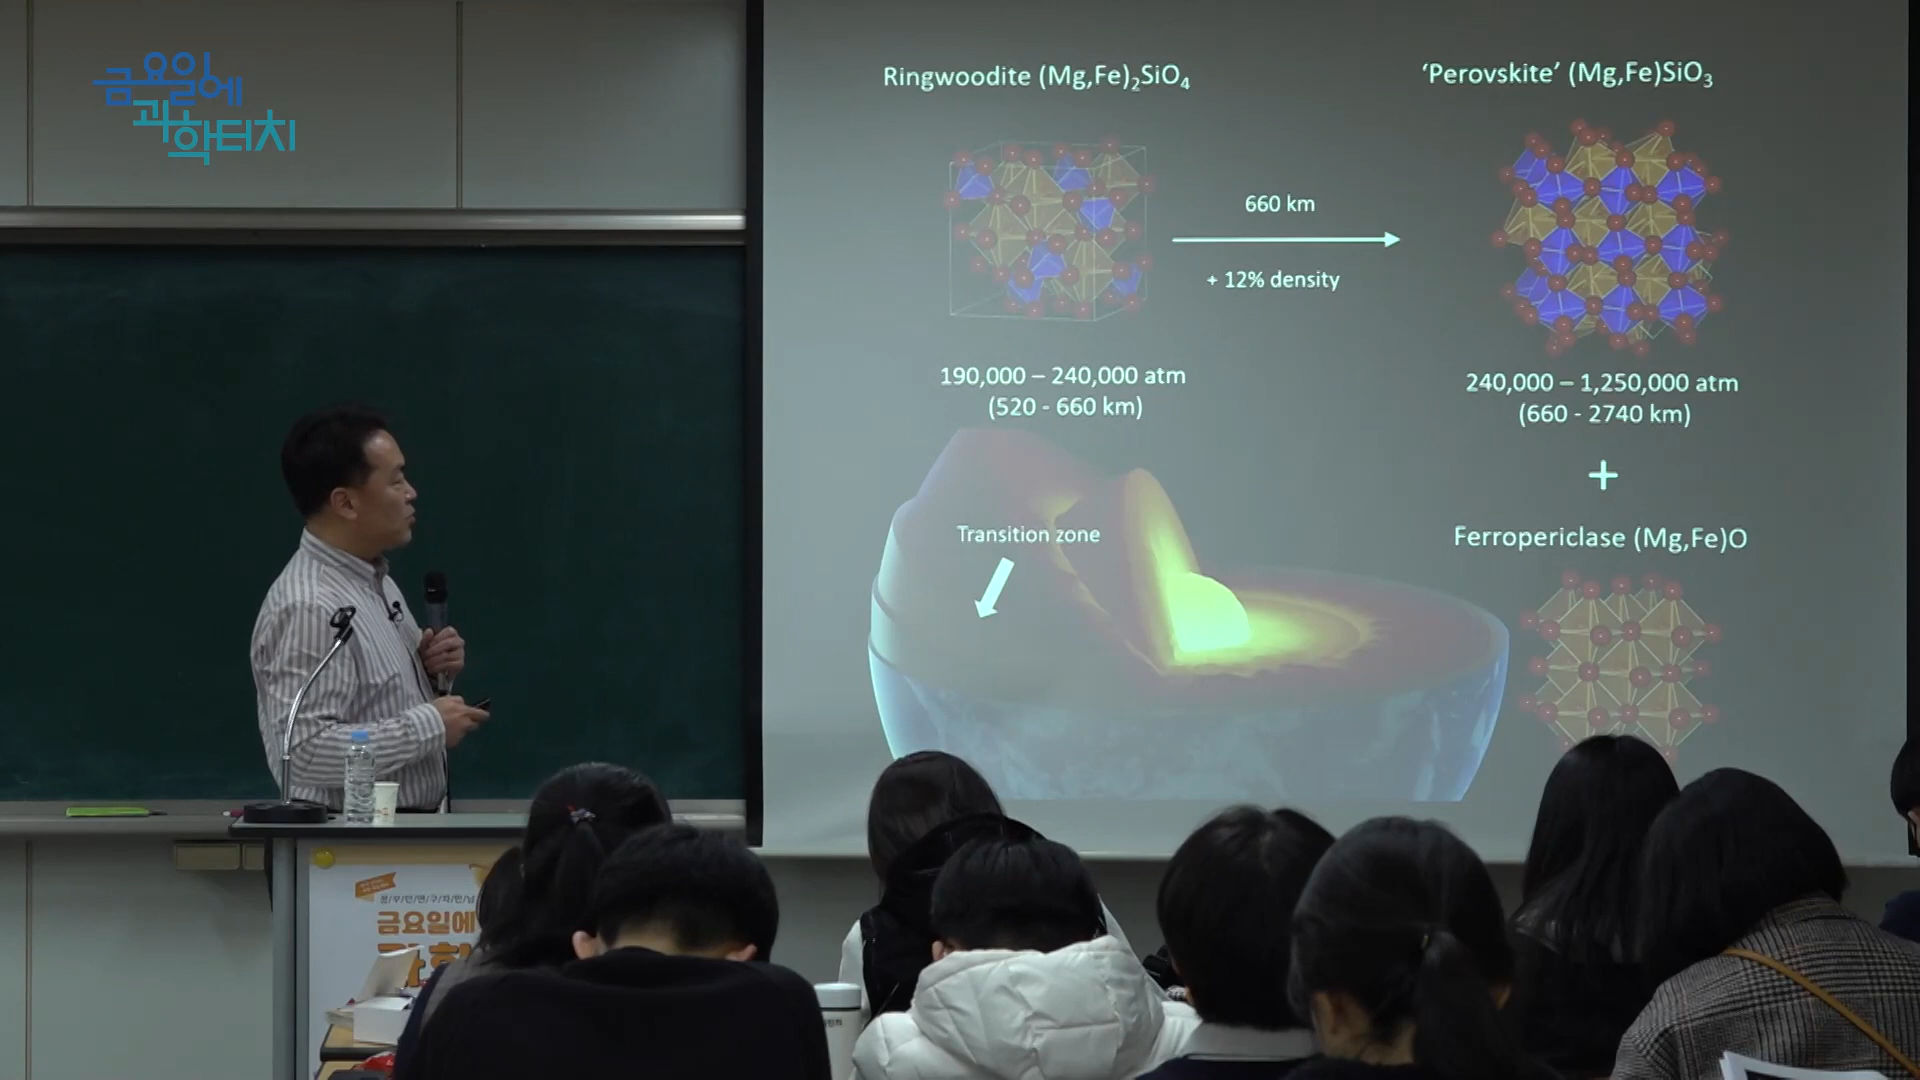 금요일에
과학터치
Ringwoodite (Mg,Fe)₂SiO₄
‘Perovskite’ (Mg,Fe)SiO₃
660 km
+ 12% density
190,000 – 240,000 atm
(520 - 660 km)
240,000 – 1,250,000 atm
(660 - 2740 km)
+
Transition zone
Ferropericlase (Mg,Fe)O
금요일에